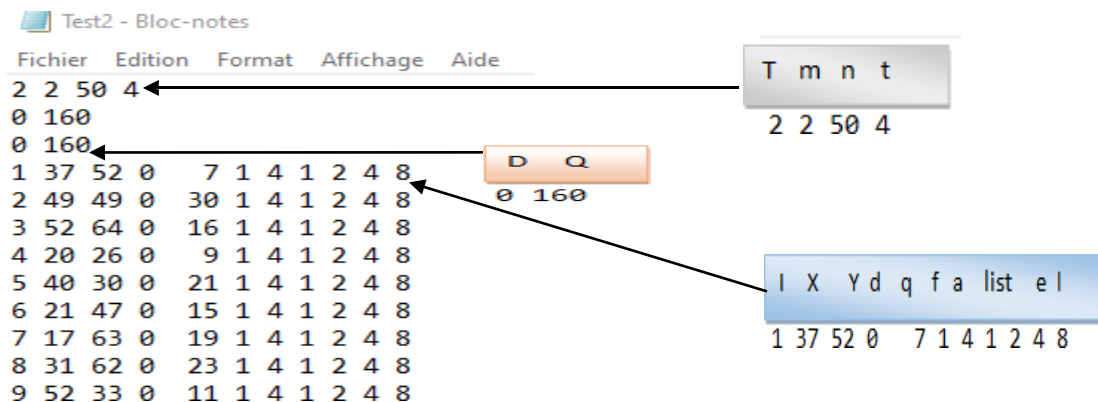 Test2 - Bloc-notes
Fichier Edition Format Affichage Aide
2 2 50 4
0 160
0 160
1 37 52 0 7 1 4 1 2 4 8
2 49 49 0 30 1 4 1 2 4 8
3 52 64 0 16 1 4 1 2 4 8
4 20 26 0 9 1 4 1 2 4 8
5 40 30 0 21 1 4 1 2 4 8
6 21 47 0 15 1 4 1 2 4 8
7 17 63 0 19 1 4 1 2 4 8
8 31 62 0 23 1 4 1 2 4 8
9 52 33 0 11 1 4 1 2 4 8
T m n t
2 2 50 4
D Q
0 160
I X Y d q f a list e l
1 37 52 0 7 1 4 1 2 4 8